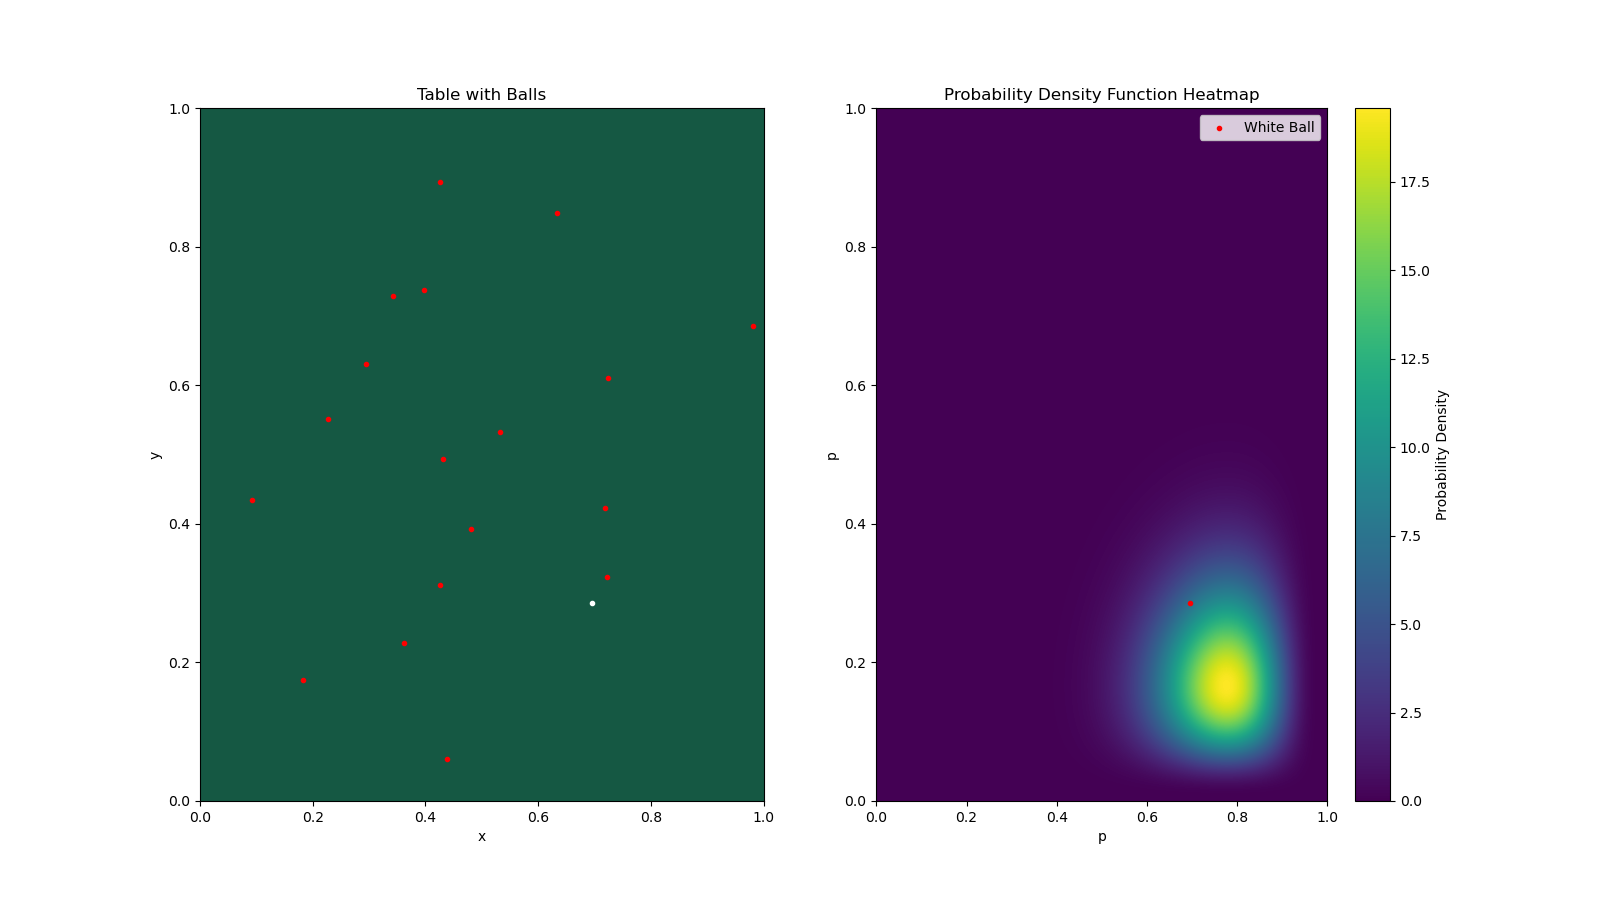 Table with Balls
1.0
0.8
0.6
0.4
0.2
0.0
y
0.0 0.2 0.4 0.6 0.8 1.0
x
Probability Density Function Heatmap
White Ball
1.0
0.8
0.6
0.4
0.2
0.0
p
0.0 0.2 0.4 0.6 0.8 1.0
p
17.5
15.0
12.5
10.0
7.5
5.0
2.5
0.0
Probability Density